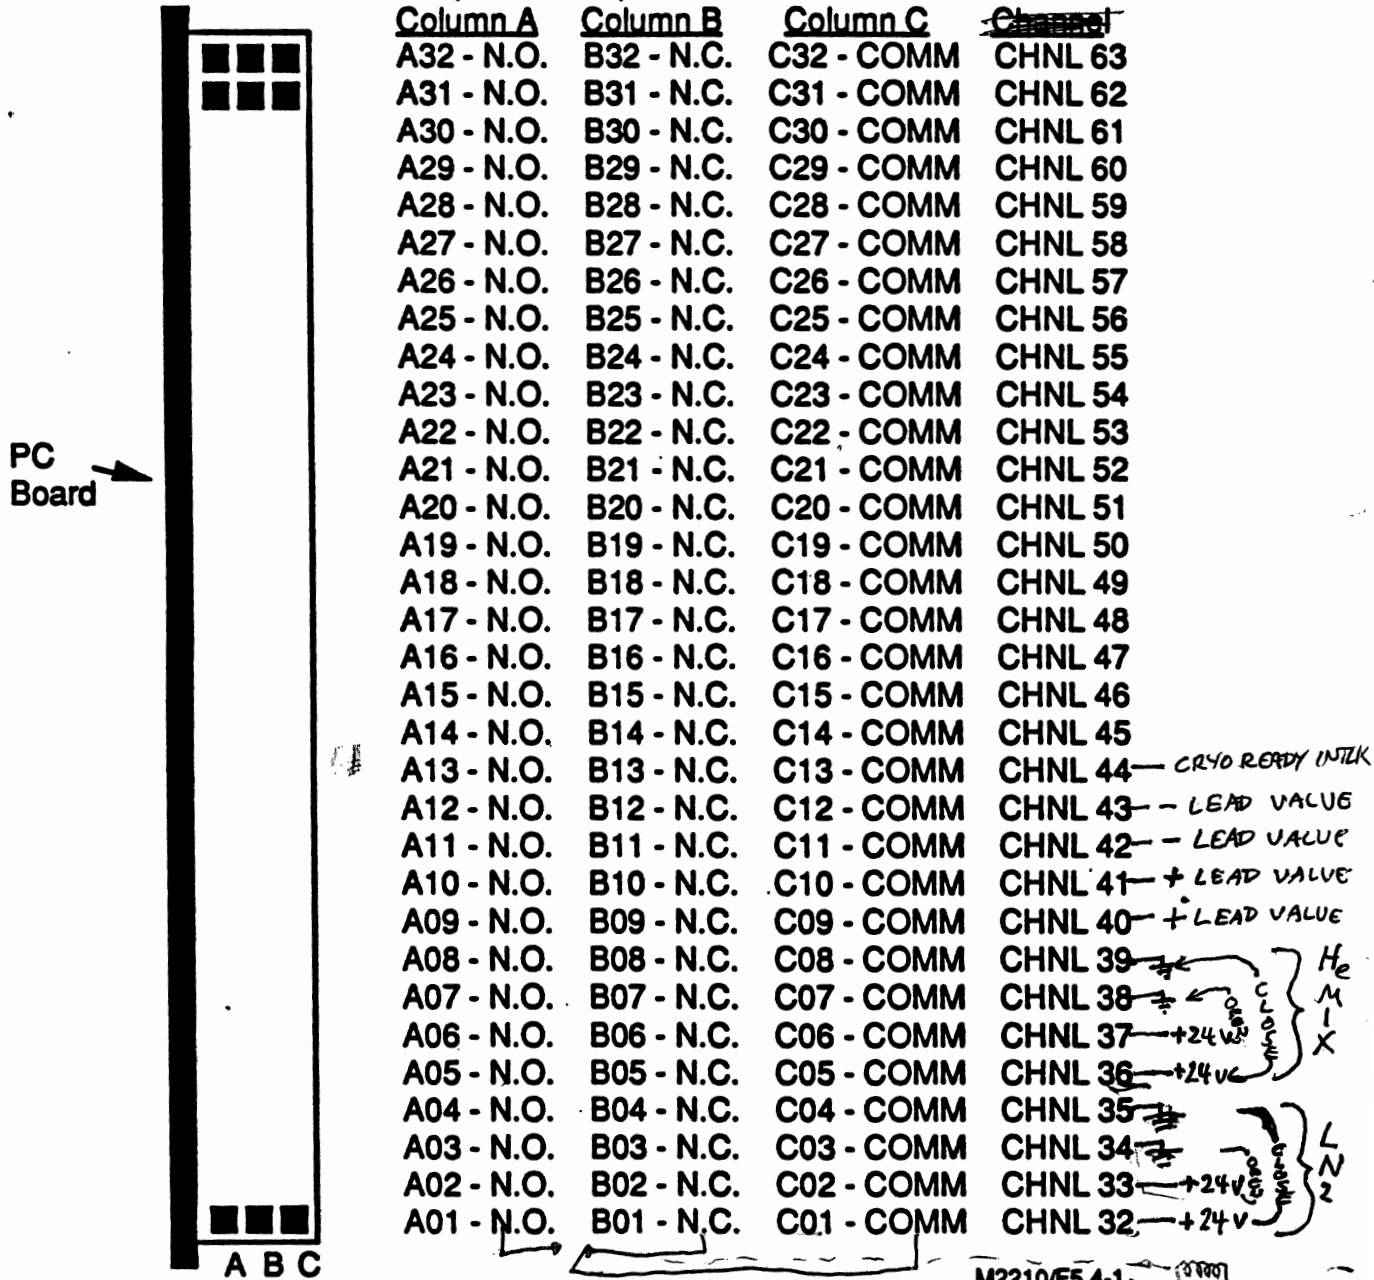 Column A Column B Column C Channel
A32 - N.O. B32 - N.C. C32 - COMM CHNL 63
A31 - N.O. B31 - N.C. C31 - COMM CHNL 62
A30 - N.O. B30 - N.C. C30 - COMM CHNL 61
A29 - N.O. B29 - N.C. C29 - COMM CHNL 60
A28 - N.O. B28 - N.C. C28 - COMM CHNL 59
A27 - N.O. B27 - N.C. C27 - COMM CHNL 58
A26 - N.O. B26 - N.C. C26 - COMM CHNL 57
A25 - N.O. B25 - N.C. C25 - COMM CHNL 56
A24 - N.O. B24 - N.C. C24 - COMM CHNL 55
A23 - N.O. B23 - N.C. C23 - COMM CHNL 54
A22 - N.O. B22 - N.C. C22 - COMM CHNL 53
A21 - N.O. B21 - N.C. C21 - COMM CHNL 52
A20 - N.O. B20 - N.C. C20 - COMM CHNL 51
A19 - N.O. B19 - N.C. C19 - COMM CHNL 50
A18 - N.O. B18 - N.C. C18 - COMM CHNL 49
A17 - N.O. B17 - N.C. C17 - COMM CHNL 48
A16 - N.O. B16 - N.C. C16 - COMM CHNL 47
A15 - N.O. B15 - N.C. C15 - COMM CHNL 46
A14 - N.O. B14 - N.C. C14 - COMM CHNL 45
A13 - N.O. B13 - N.C. C13 - COMM CHNL 44 — CRYO READY INTLK
A12 - N.O. B12 - N.C. C12 - COMM CHNL 43 — - LEAD VALUE
A11 - N.O. B11 - N.C. C11 - COMM CHNL 42 — - LEAD VALUE
A10 - N.O. B10 - N.C. C10 - COMM CHNL 41 — + LEAD VALUE
A09 - N.O. B09 - N.C. C09 - COMM CHNL 40 — + LEAD VALUE
A08 - N.O. B08 - N.C. C08 - COMM CHNL 39
A07 - N.O. B07 - N.C. C07 - COMM CHNL 38
A06 - N.O. B06 - N.C. C06 - COMM CHNL 37 — +24V
A05 - N.O. B05 - N.C. C05 - COMM CHNL 36 — +24V
A04 - N.O. B04 - N.C. C04 - COMM CHNL 35
A03 - N.O. B03 - N.C. C03 - COMM CHNL 34
A02 - N.O. B02 - N.C. C02 - COMM CHNL 33 — +24V
A01 - N.O. B01 - N.C. C01 - COMM CHNL 32 — +24V
OPEN
CLOSE
He MIX
OPEN
CLOSE
LN2
PC
Board
A B C
M2210/F5.4-1